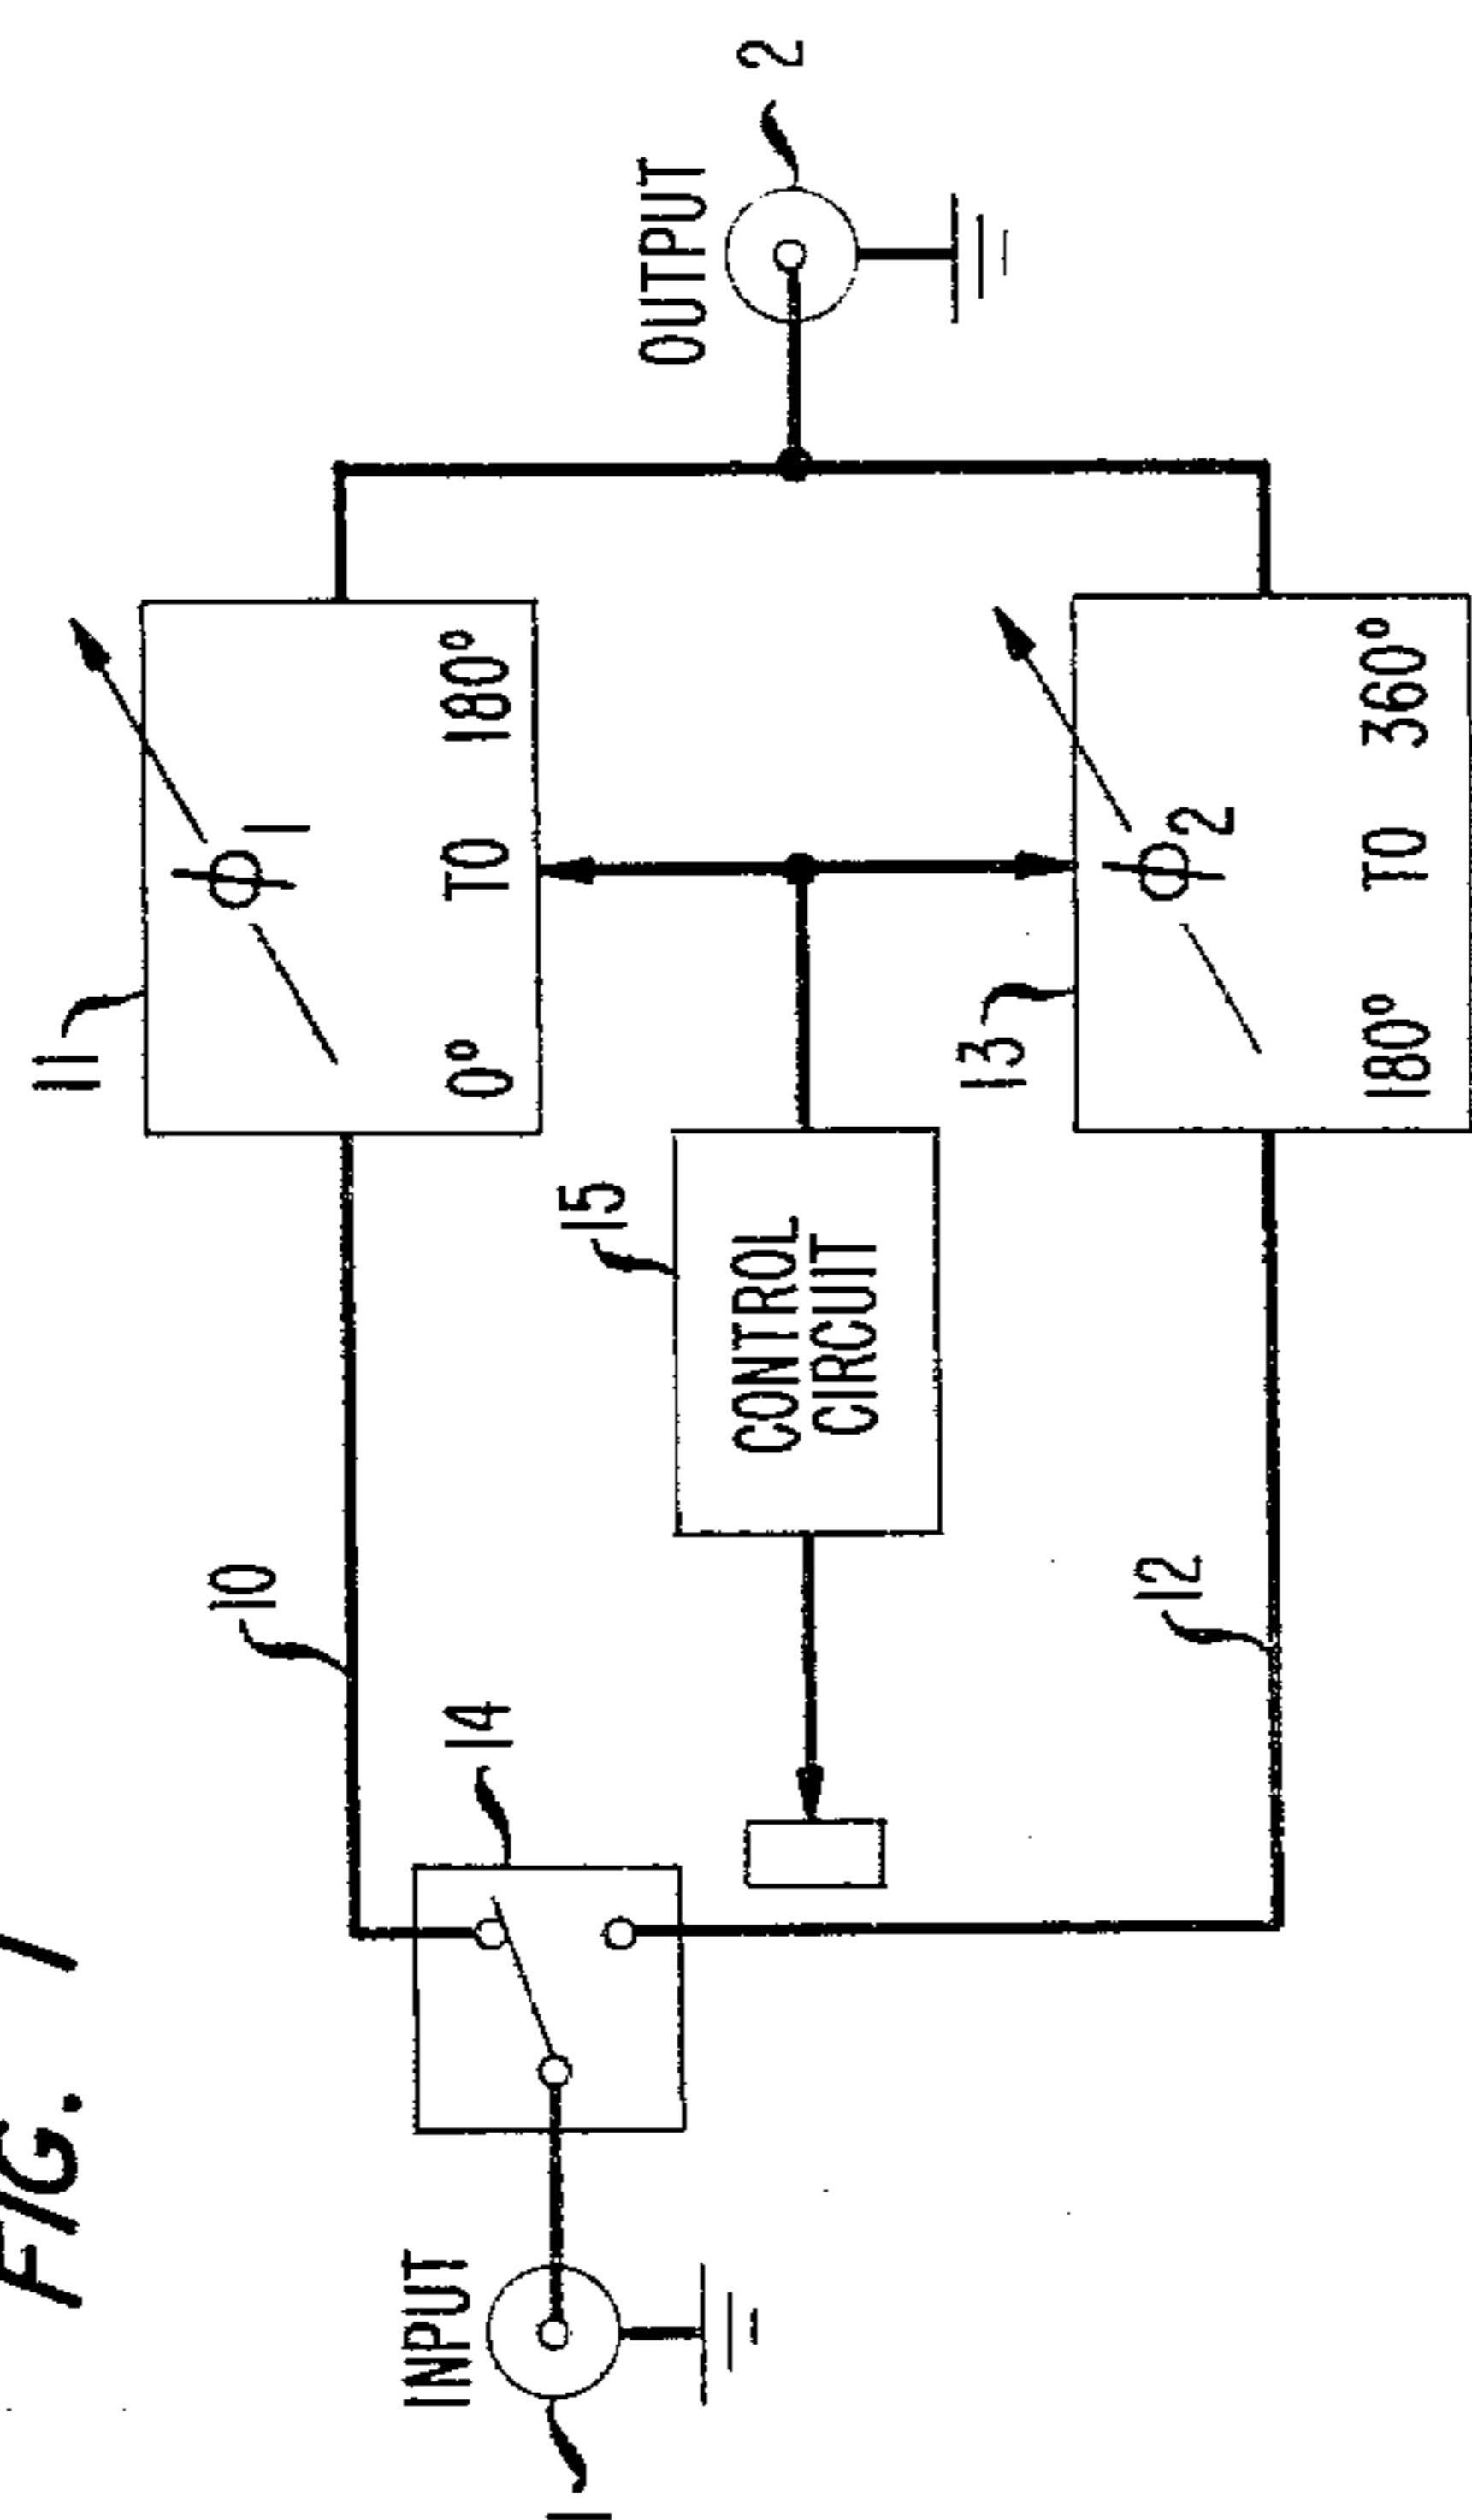 FIG. 1
11
Φ1
0° TO 180°
10
14
INPUT
1
15
CONTROL
CIRCUIT
OUTPUT
2
13
Φ2
180° TO 360°
12